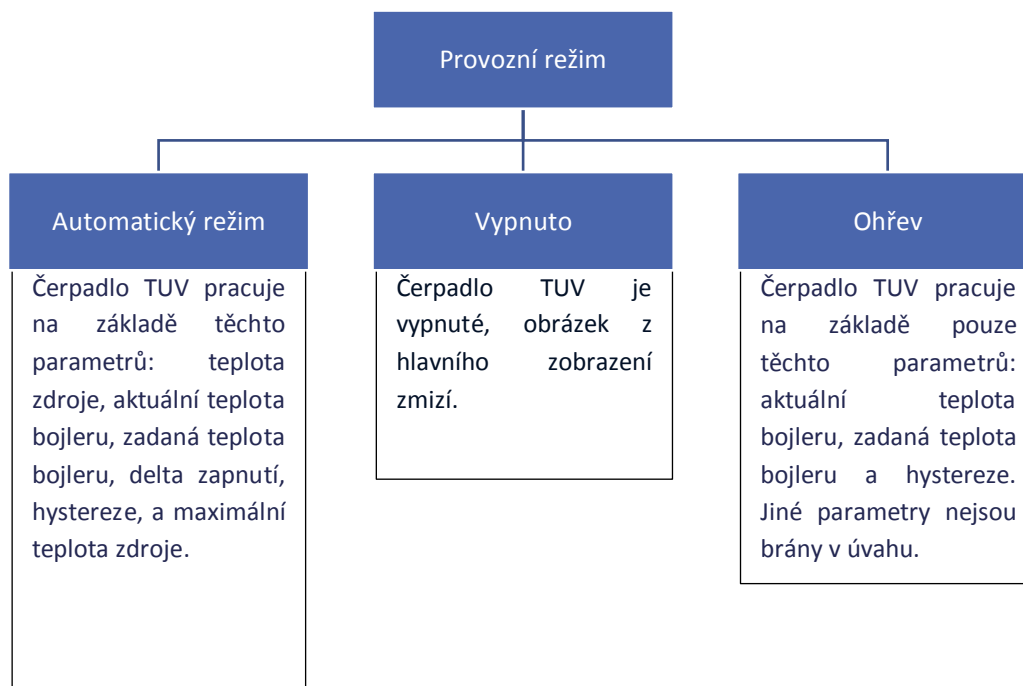 Provozní režim
Automatický režim
Čerpadlo TUV pracuje
na základě těchto
parametrů: teplota
zdroje, aktuální teplota
bojleru, zadaná teplota
bojleru, delta zapnutí,
hystereze, a maximální
teplota zdroje.
Vypnuto
Čerpadlo TUV je
vypnuté, obrázek z
hlavního zobrazení
zmizí.
Ohřev
Čerpadlo TUV pracuje
na základě pouze
těchto parametrů:
aktuální teplota
bojleru, zadaná teplota
bojleru a hystereze.
Jiné parametry nejsou
brány v úvahu.